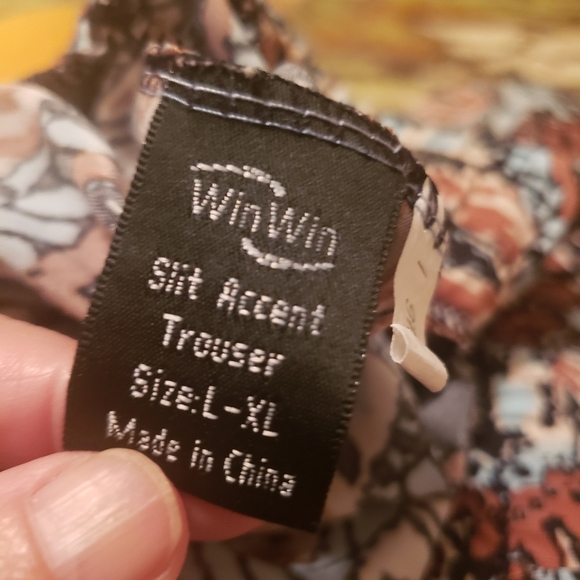 WinWin
Slit Accent
Trouser
Size:L-XL
Made in China